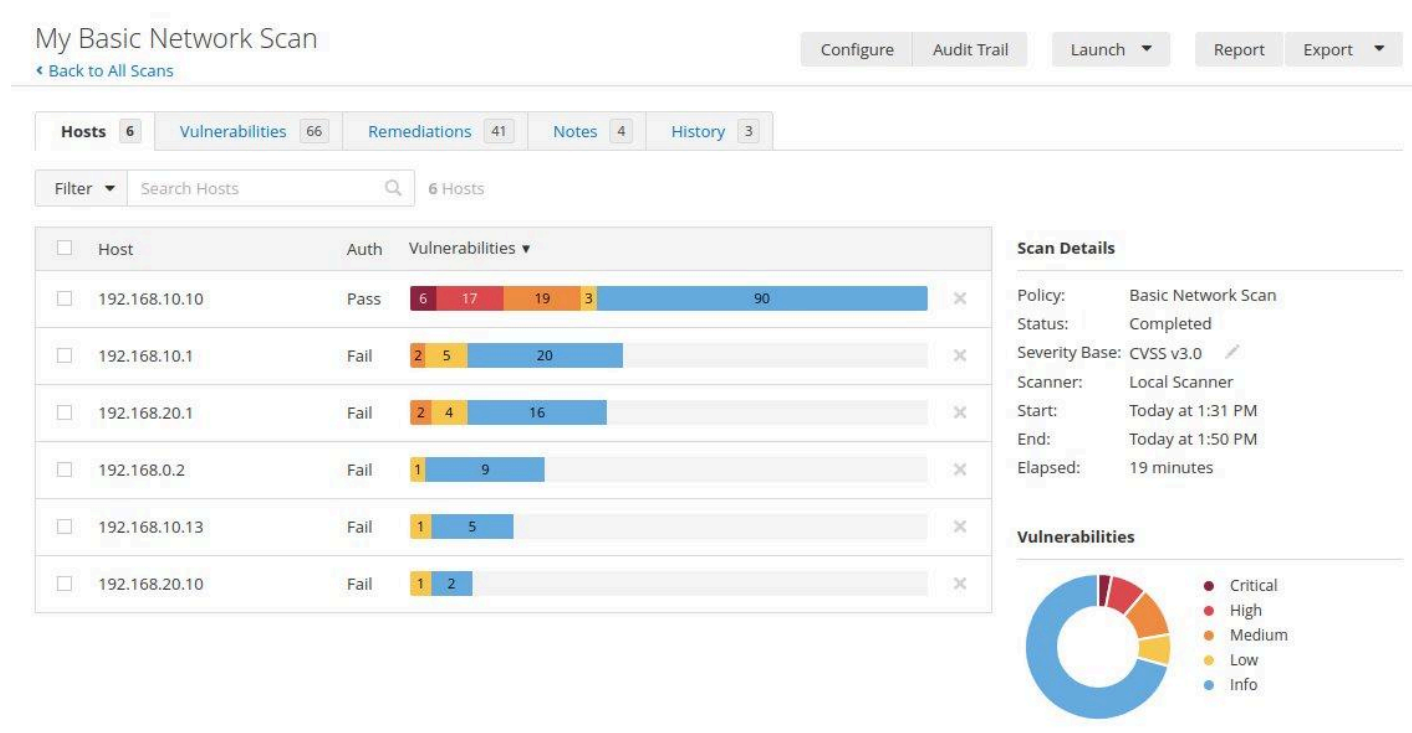 My Basic Network Scan
Back to All Scans
Configure Audit Trail Launch Report Export
Hosts 6 Vulnerabilities 66 Remediations 41 Notes 4 History 3
Filter Search Hosts 6 Hosts
Host Auth Vulnerabilities
192.168.10.10 Pass 6 17 19 3 90
192.168.10.1 Fail 2 5 20
192.168.20.1 Fail 2 4 16
192.168.0.2 Fail 1 9
192.168.10.13 Fail 1 5
192.168.20.10 Fail 1 2
Scan Details
Policy: Basic Network Scan
Status: Completed
Severity Base: CVSS v3.0
Scanner: Local Scanner
Start: Today at 1:31 PM
End: Today at 1:50 PM
Elapsed: 19 minutes
Vulnerabilities
Critical
High
Medium
Low
Info